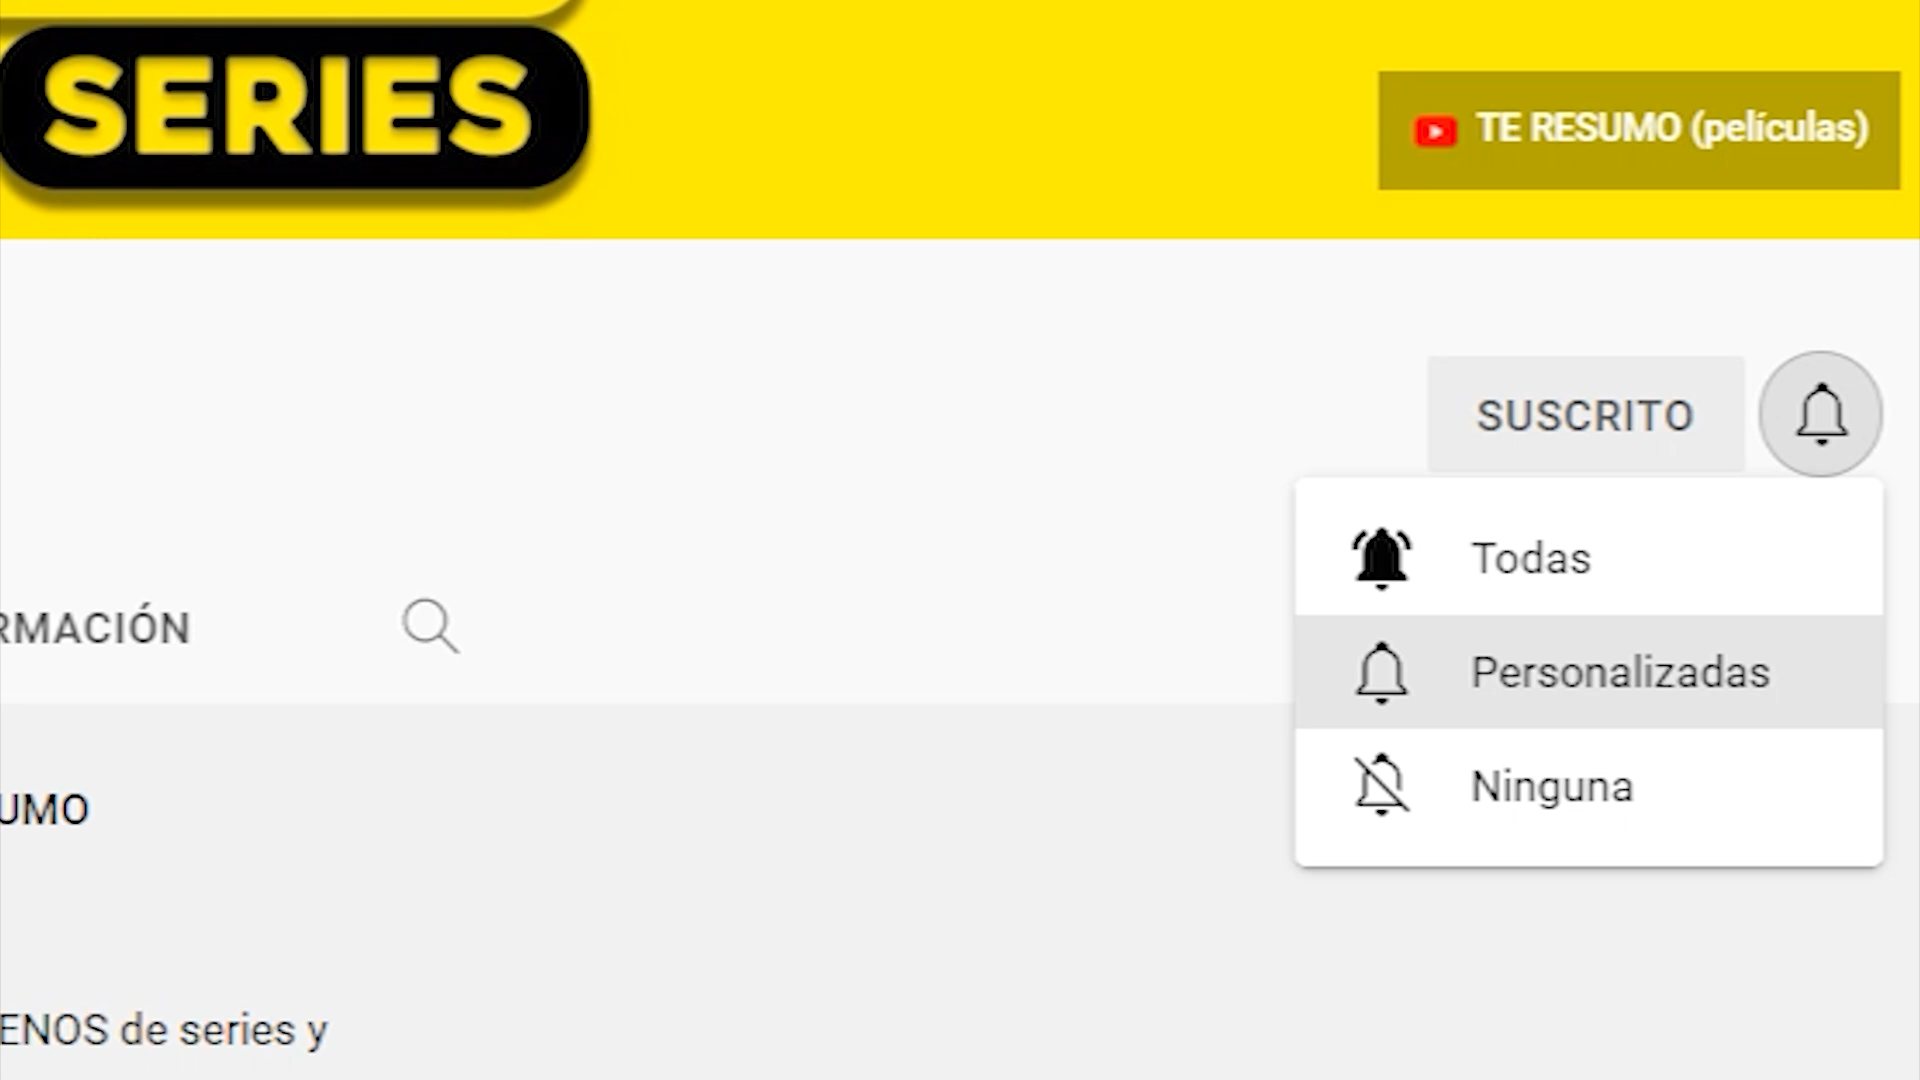 SERIES
TE RESUMO (películas)
SUSCRITO
Todas
RMACIÓN
Personalizadas
Ninguna
UMO
ENOS de series y